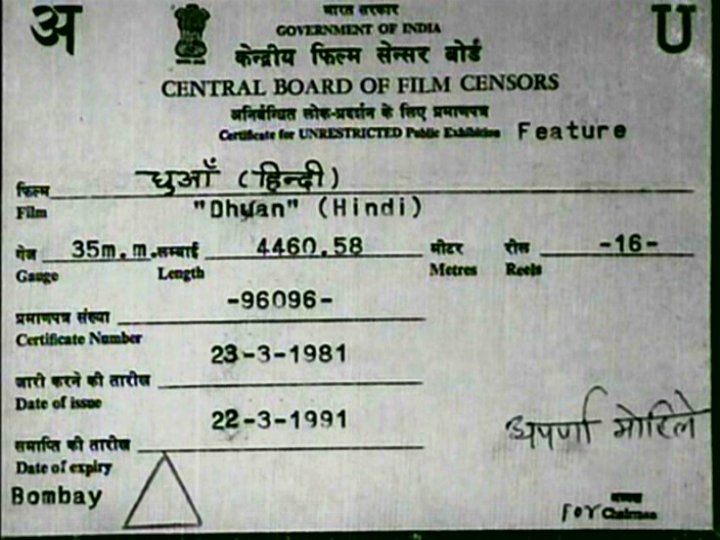 भारत सरकार
अ U
GOVERNMENT OF INDIA
केन्द्रीय फिल्म सेन्सर बोर्ड
CENTRAL BOARD OF FILM CENSORS
अनिर्बन्धित लोक-प्रदर्शन के लिए प्रमाणपत्र
Certificate for UNRESTRICTED Public Exhibition Feature
फिल्म धुआँ (हिन्दी)
Film "Dhuan" (Hindi)
गेज 35m.m. लम्बाई 4460.58 मीटर रील -16-
Gauge Length Metres Reels
-96096-
प्रमाणपत्र संख्या
Certificate Number
23-3-1981
जारी करने की तारीख
Date of issue
22-3-1991
अपर्णा मोहिले
समाप्ति की तारीख
Date of expiry
Bombay
अध्यक्ष
For Chairman